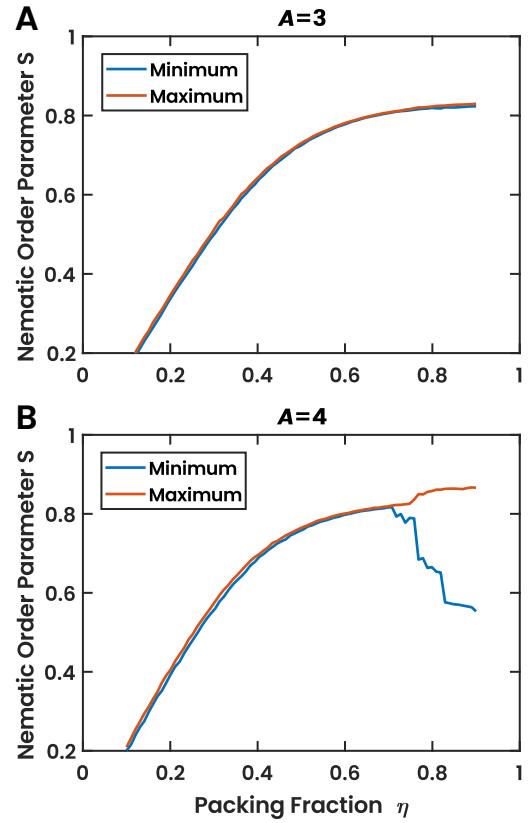 A
A=3
Nematic Order Parameter S
1
0.8
0.6
0.4
0.2
Minimum
Maximum
0
0.2
0.4
0.6
0.8
1
B
A=4
Nematic Order Parameter S
1
0.8
0.6
0.4
0.2
Minimum
Maximum
0
0.2
0.4
0.6
0.8
1
Packing Fraction η